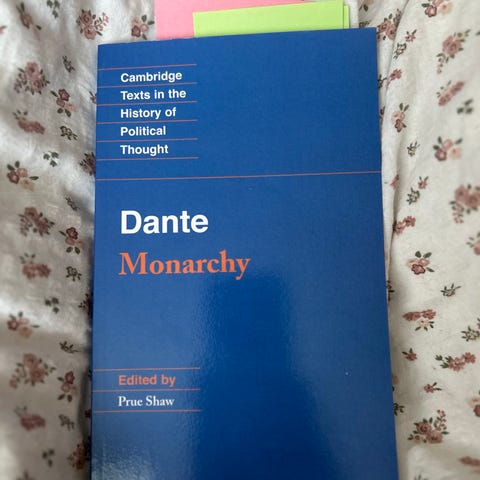 Cambridge
Texts in the
History of
Political
Thought
Dante
Monarchy
Edited by
Prue Shaw